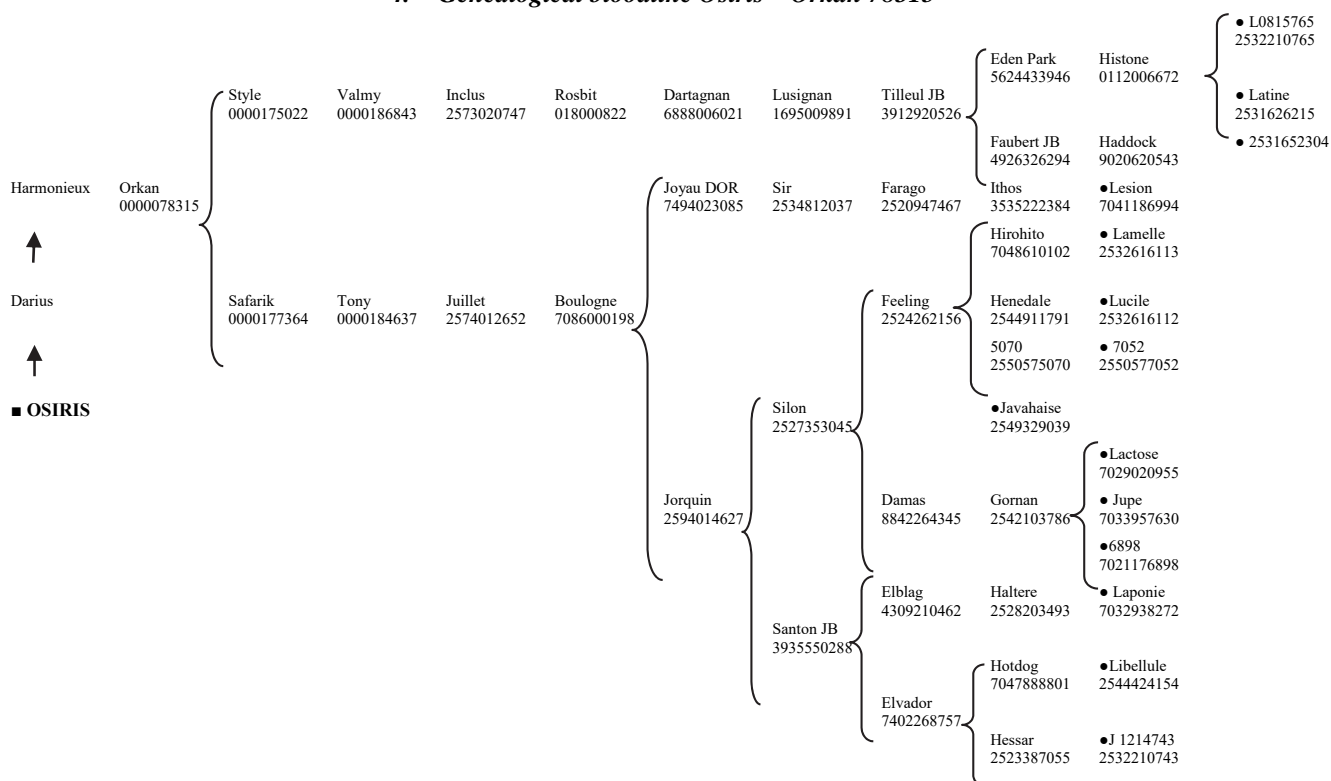 Genealogical bloodline Osiris – Orkan 78315
● L0815765
2532210765
Eden Park Histone
5624433946 0112006672
Style Valmy Inclus Rosbit Dartagnan Lusignan Tilleul JB ● Latine
0000175022 0000186843 2573020747 018000822 6888006021 1695009891 3912920526 2531626215
Faubert JB Haddock ● 2531652304
4926326294 9020620543
Harmonieux Orkan Joyau DOR Sir Farago Ithos ●Lesion
0000078315 7494023085 2534812037 2520947467 3535222384 7041186994
Hirohito ● Lamelle
7048610102 2532616113
Darius Safarik Tony Juillet Boulogne Feeling Henedale ●Lucile
0000177364 0000184637 2574012652 7086000198 2524262156 2544911791 2532616112
5070 ● 7052
2550575070 2550577052
■ OSIRIS Silon ●Javahaise
2527353045 2549329039
●Lactose
7029020955
Jorquin Damas Gornan ● Jupe
2594014627 8842264345 2542103786 7033957630
●6898
7021176898
Elblag Haltere ● Laponie
4309210462 2528203493 7032938272
Santon JB
3935550288
Hotdog ●Libellule
7047888801 2544424154
Elvador
7402268757
Hessar ●J 1214743
2523387055 2532210743